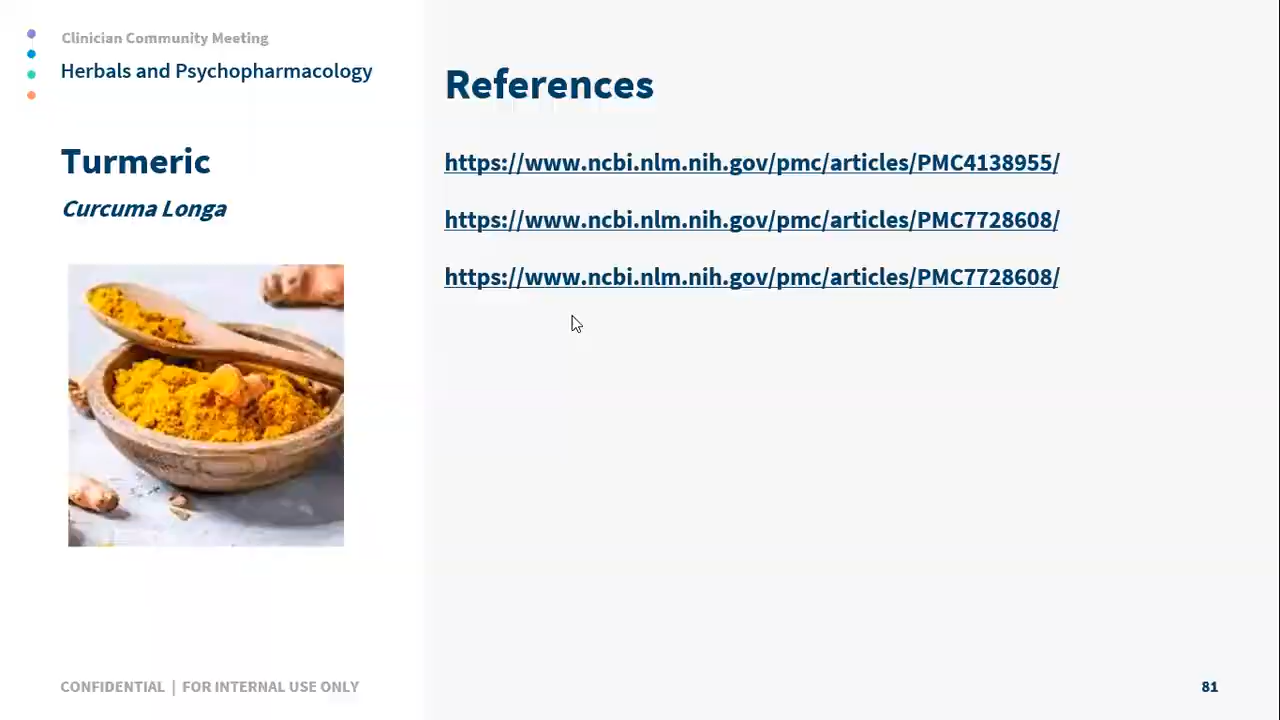 Clinician Community Meeting
Herbals and Psychopharmacology
Turmeric
Curcuma Longa
References
https://www.ncbi.nlm.nih.gov/pmc/articles/PMC4138955/
https://www.ncbi.nlm.nih.gov/pmc/articles/PMC7728608/
https://www.ncbi.nlm.nih.gov/pmc/articles/PMC7728608/
CONFIDENTIAL | FOR INTERNAL USE ONLY
81